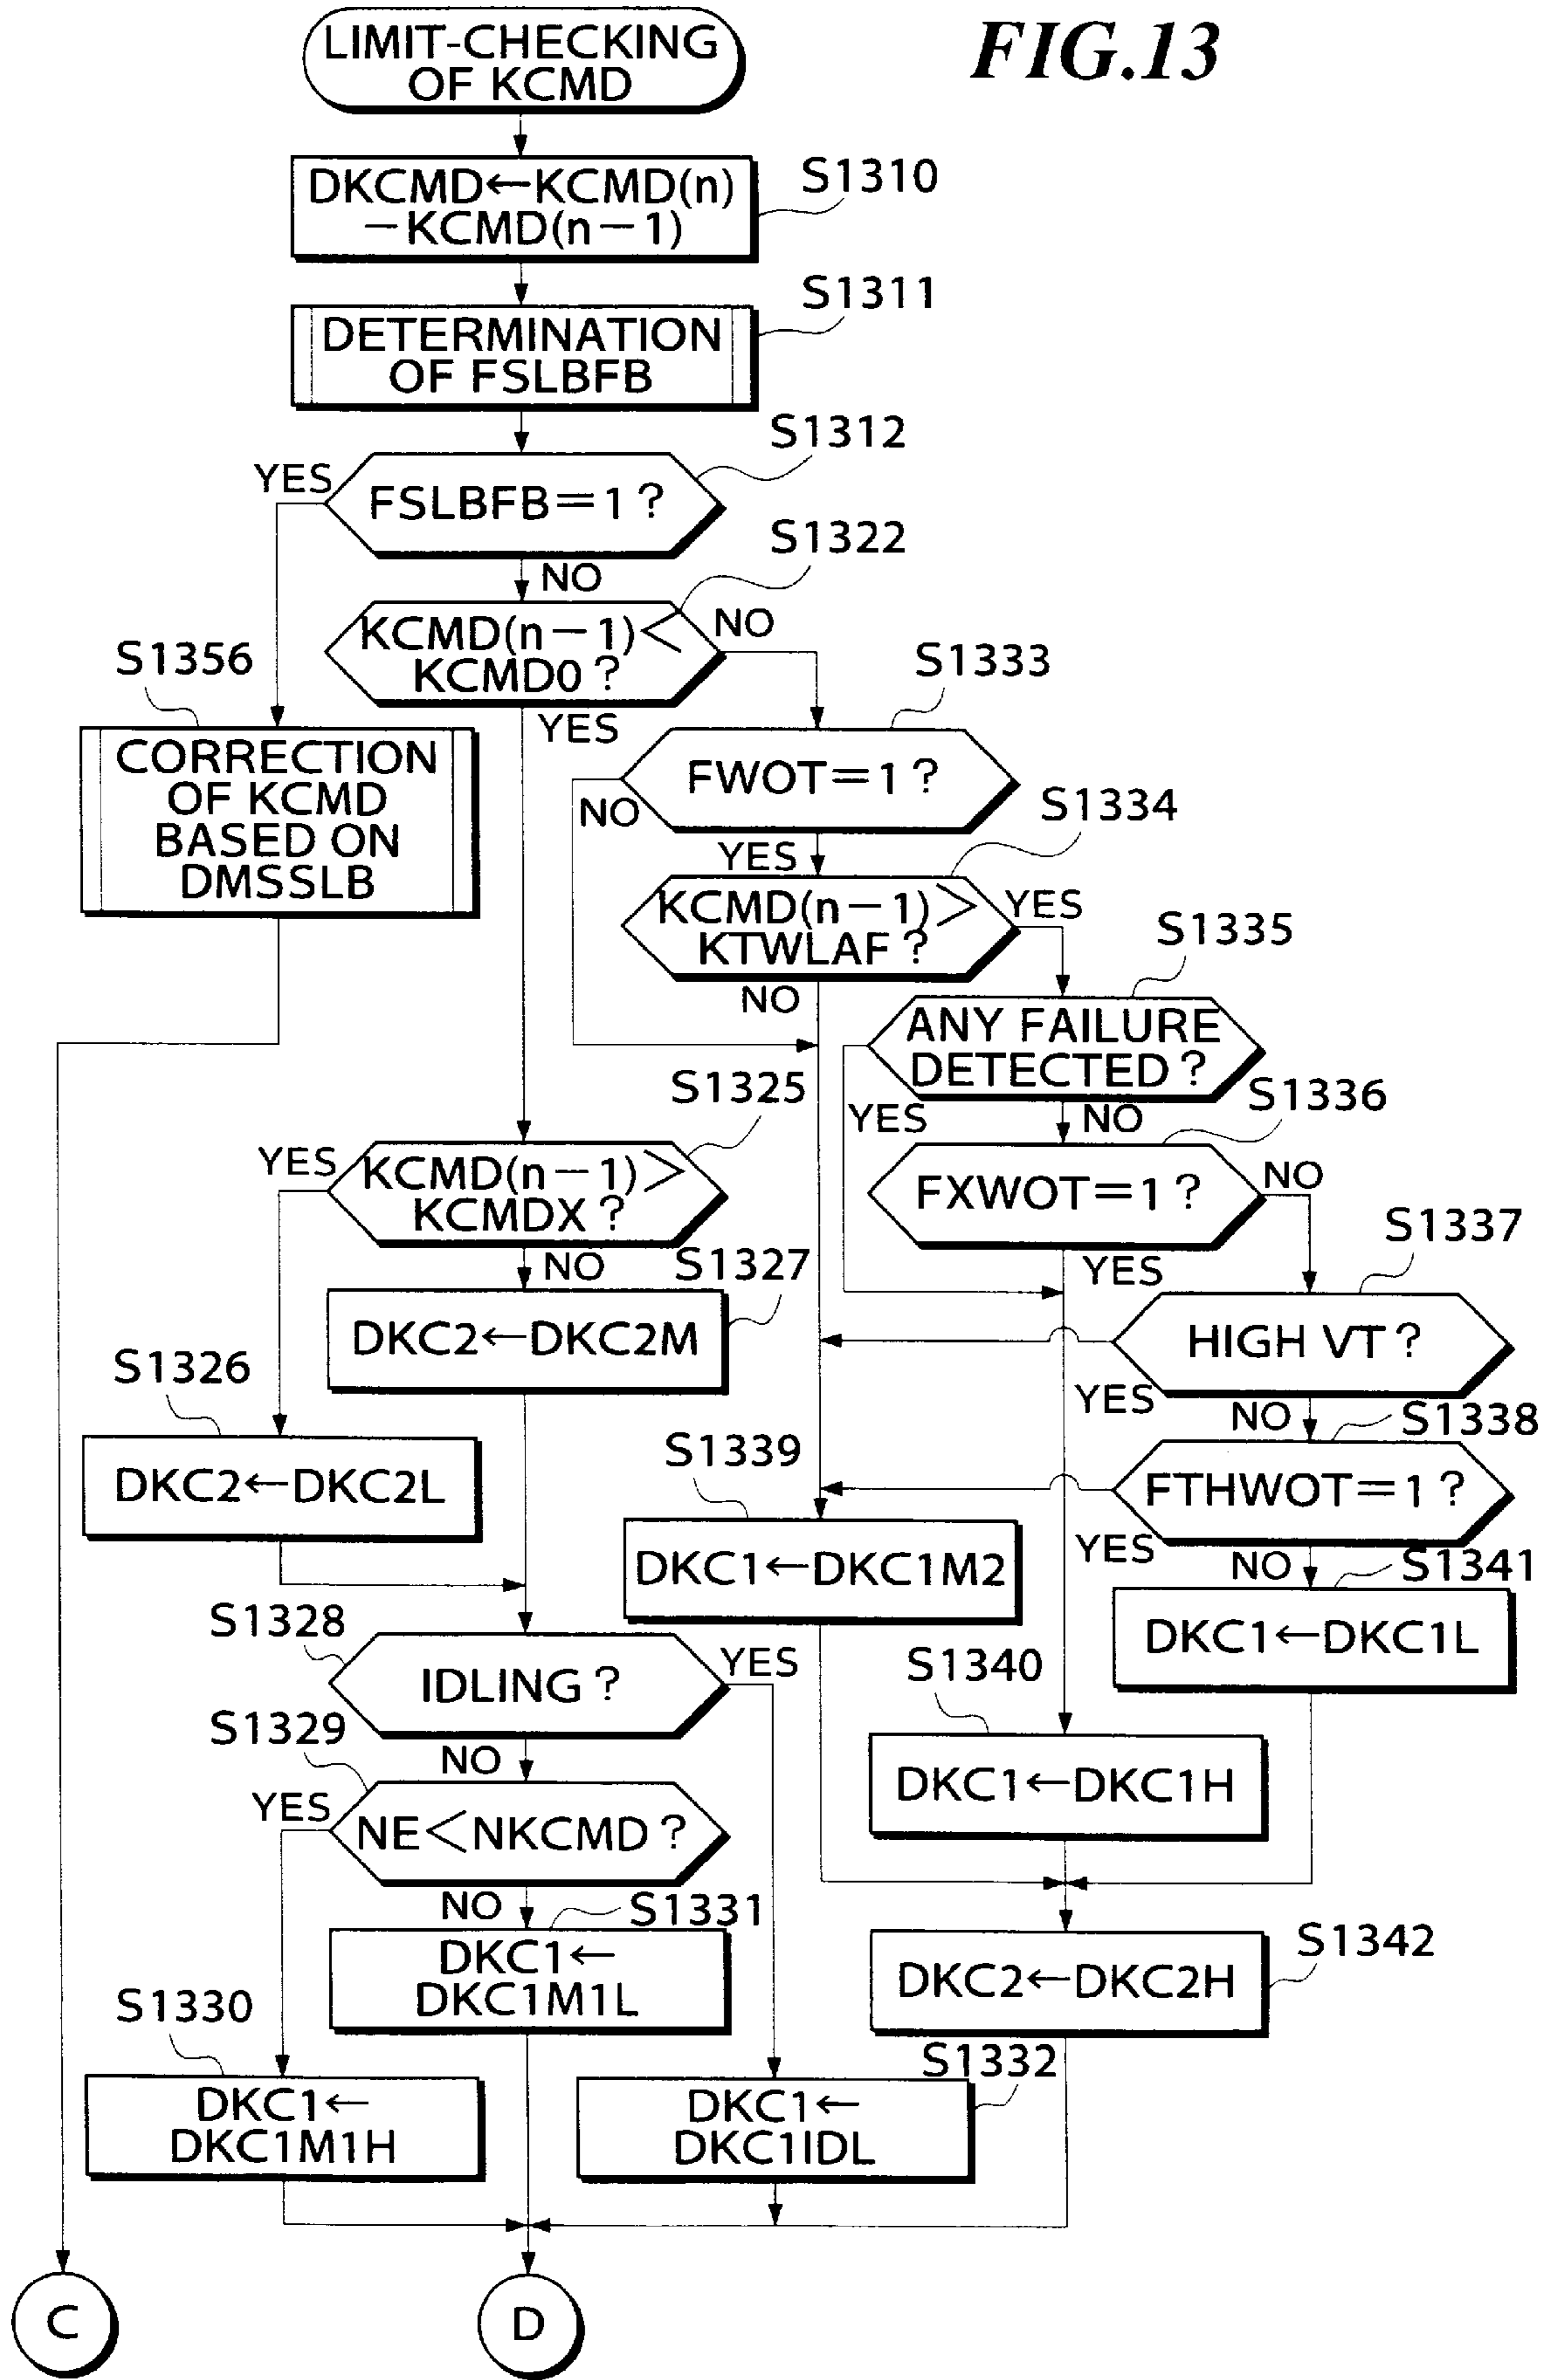 FIG.13
LIMIT-CHECKING
OF KCMD
DKCMD←KCMD(n)
−KCMD(n−1)
S1310
DETERMINATION
OF FSLBFB
S1311
FSLBFB=1?
S1312
YES
NO
KCMD(n−1)<
KCMD0?
S1322
NO
YES
S1356
CORRECTION
OF KCMD
BASED ON
DMSSLB
FWOT=1?
S1333
NO
YES
KCMD(n−1)>
KTWLAF?
S1334
YES
NO
ANY FAILURE
DETECTED?
S1335
YES
NO
FXWOT=1?
S1336
NO
YES
KCMD(n−1)>
KCMDX?
S1325
YES
NO
DKC2←DKC2M
S1327
HIGH VT?
S1337
YES
NO
S1326
DKC2←DKC2L
FTHWOT=1?
S1338
YES
NO
S1339
DKC1←DKC1M2
DKC1←DKC1L
S1341
S1328
IDLING?
YES
NO
S1340
DKC1←DKC1H
S1329
NE<NKCMD?
YES
NO
S1331
DKC1←
DKC1M1L
DKC2←DKC2H
S1342
S1330
DKC1←
DKC1M1H
S1332
DKC1←
DKC1IDL
C
D